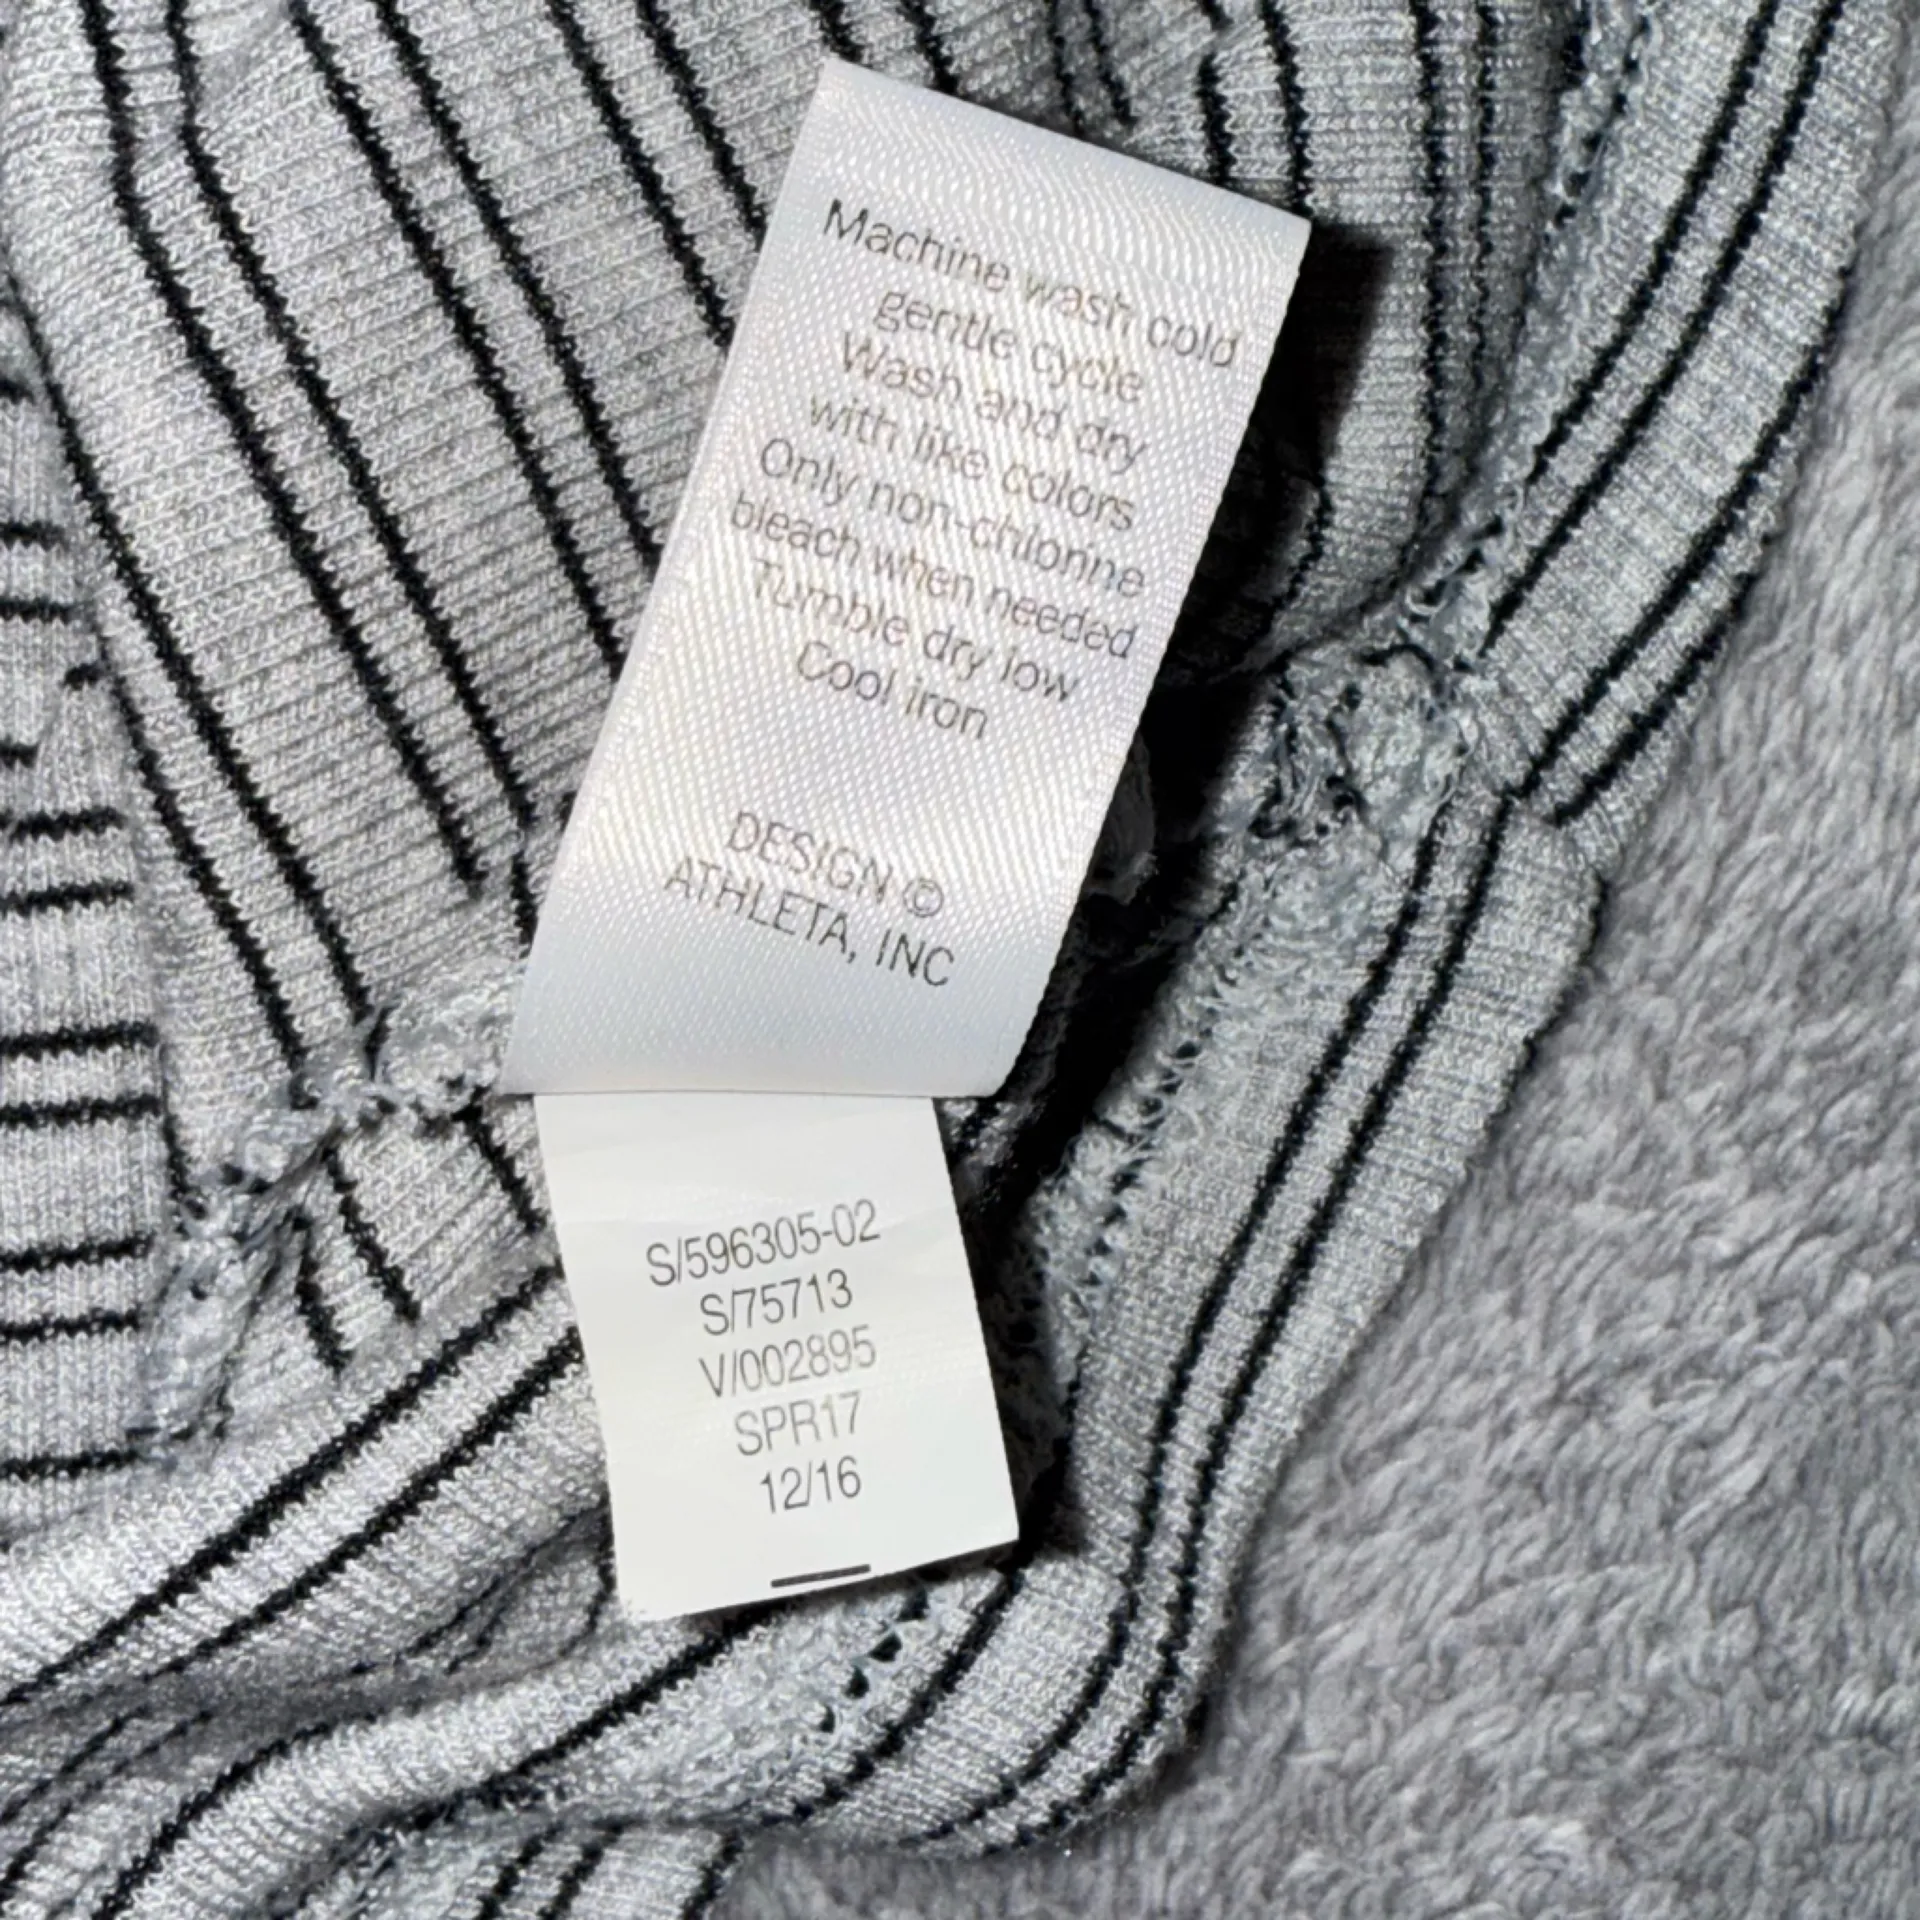 Machine wash cold
gentle cycle
Wash and dry
with like colors
Only non-chlorine
bleach when needed
Tumble dry low
Cool iron
DESIGN ©
ATHLETA, INC
S/596305-02
S/75713
V/002895
SPR17
12/16